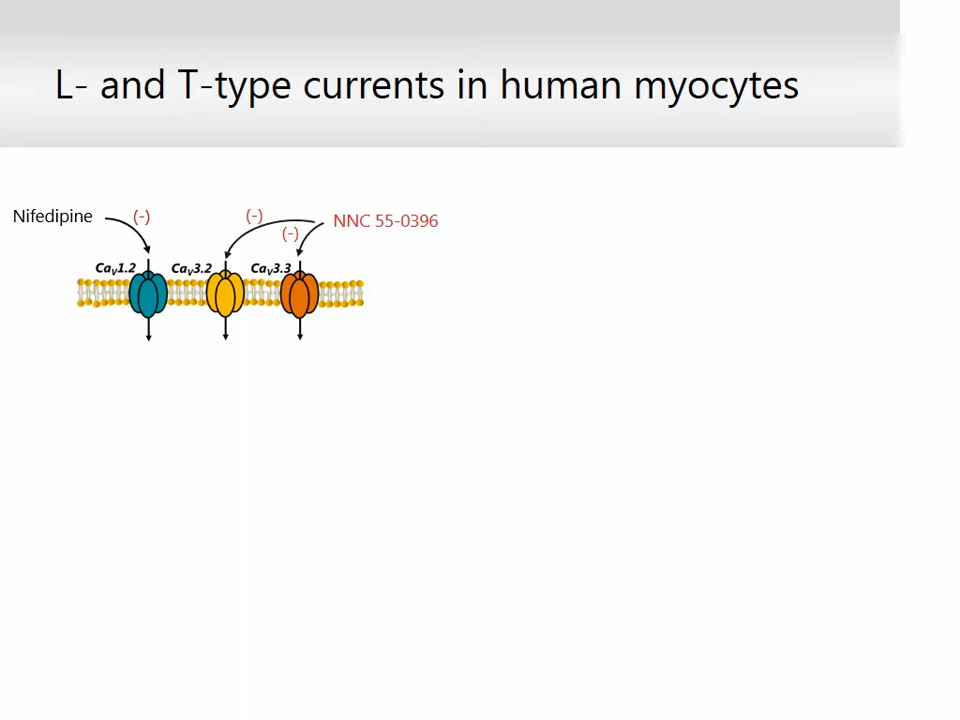 L- and T-type currents in human myocytes
Nifedipine
(-)
(-)
(-)
NNC 55-0396
Cav1.2
Cav3.2
Cav3.3